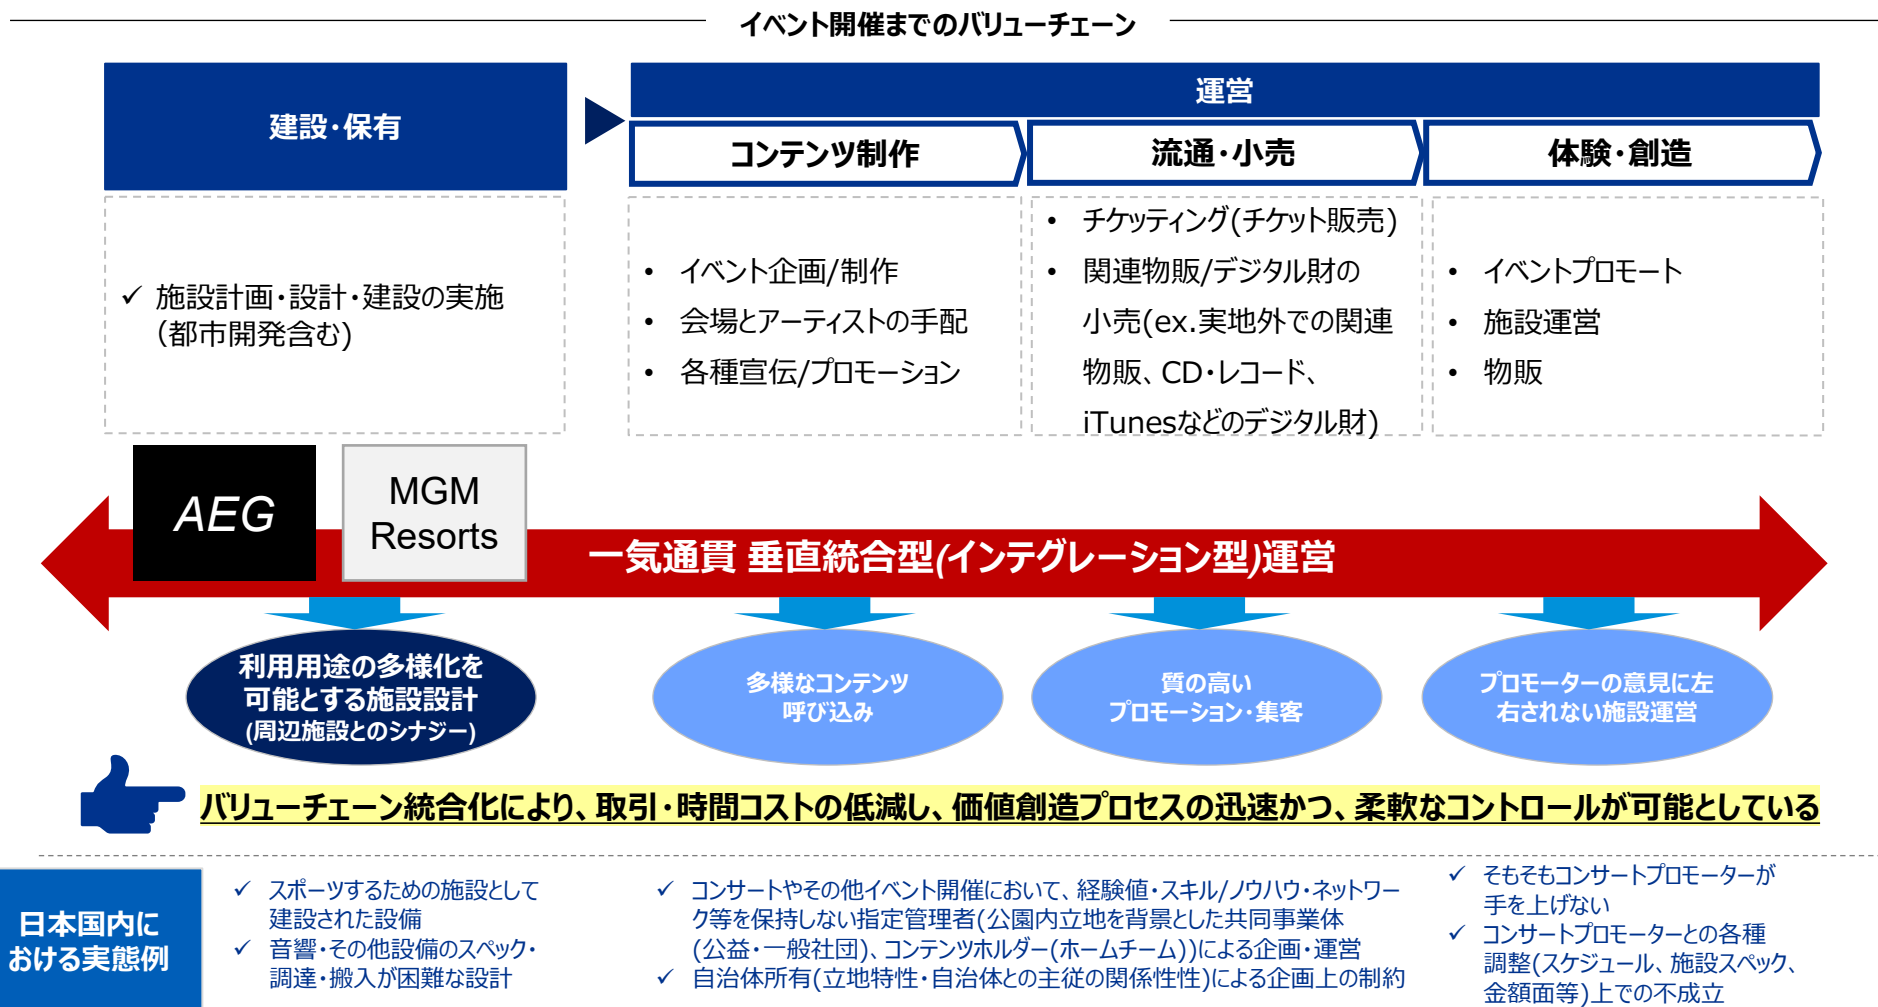 イベント開催までのバリューチェーン
建設・保有
運営
コンテンツ制作
流通・小売
体験・創造
✓ 施設計画・設計・建設の実施
(都市開発含む)
• イベント企画/制作
• 会場とアーティストの手配
• 各種宣伝/プロモーション
• チケッティング(チケット販売)
• 関連物販/デジタル財の
小売(ex.実地外での関連
物販、CD・レコード、
iTunesなどのデジタル財)
• イベントプロモート
• 施設運営
• 物販
AEG
MGM
Resorts
一気通貫 垂直統合型(インテグレーション型)運営
利用用途の多様化を
可能とする施設設計
(周辺施設とのシナジー)
多様なコンテンツ
呼び込み
質の高い
プロモーション・集客
プロモーターの意見に左
右されない施設運営
バリューチェーン統合化により、取引・時間コストの低減し、価値創造プロセスの迅速かつ、柔軟なコントロールが可能としている
日本国内に
おける実態例
✓ スポーツするための施設として
建設された設備
✓ 音響・その他設備のスペック・
調達・搬入が困難な設計
✓ コンサートやその他イベント開催において、経験値・スキル/ノウハウ・ネットワー
ク等を保持しない指定管理者(公園内立地を背景とした共同事業体
(公益・一般社団)、コンテンツホルダー(ホームチーム))による企画・運営
✓ 自治体所有(立地特性・自治体との主従の関係性性)による企画上の制約
✓ そもそもコンサートプロモーターが
手を上げない
✓ コンサートプロモーターとの各種
調整(スケジュール、施設スペック、
金額面等)上での不成立